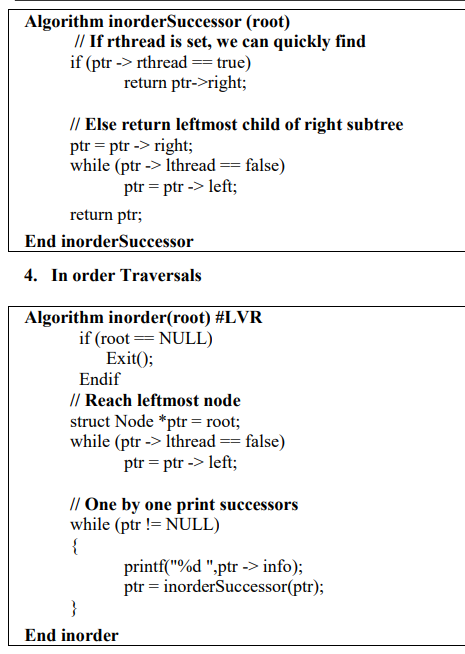 Algorithm inorderSuccessor (root)
// If rthread is set, we can quickly find
if (ptr -> rthread == true)
return ptr->right;
// Else return leftmost child of right subtree
ptr = ptr -> right;
while (ptr -> lthread == false)
ptr = ptr -> left;
return ptr;
End inorderSuccessor
4. In order Traversals
Algorithm inorder(root) #LVR
if (root == NULL)
Exit();
Endif
// Reach leftmost node
struct Node *ptr = root;
while (ptr -> lthread == false)
ptr = ptr -> left;
// One by one print successors
while (ptr != NULL)
{
printf("%d ",ptr -> info);
ptr = inorderSuccessor(ptr);
}
End inorder